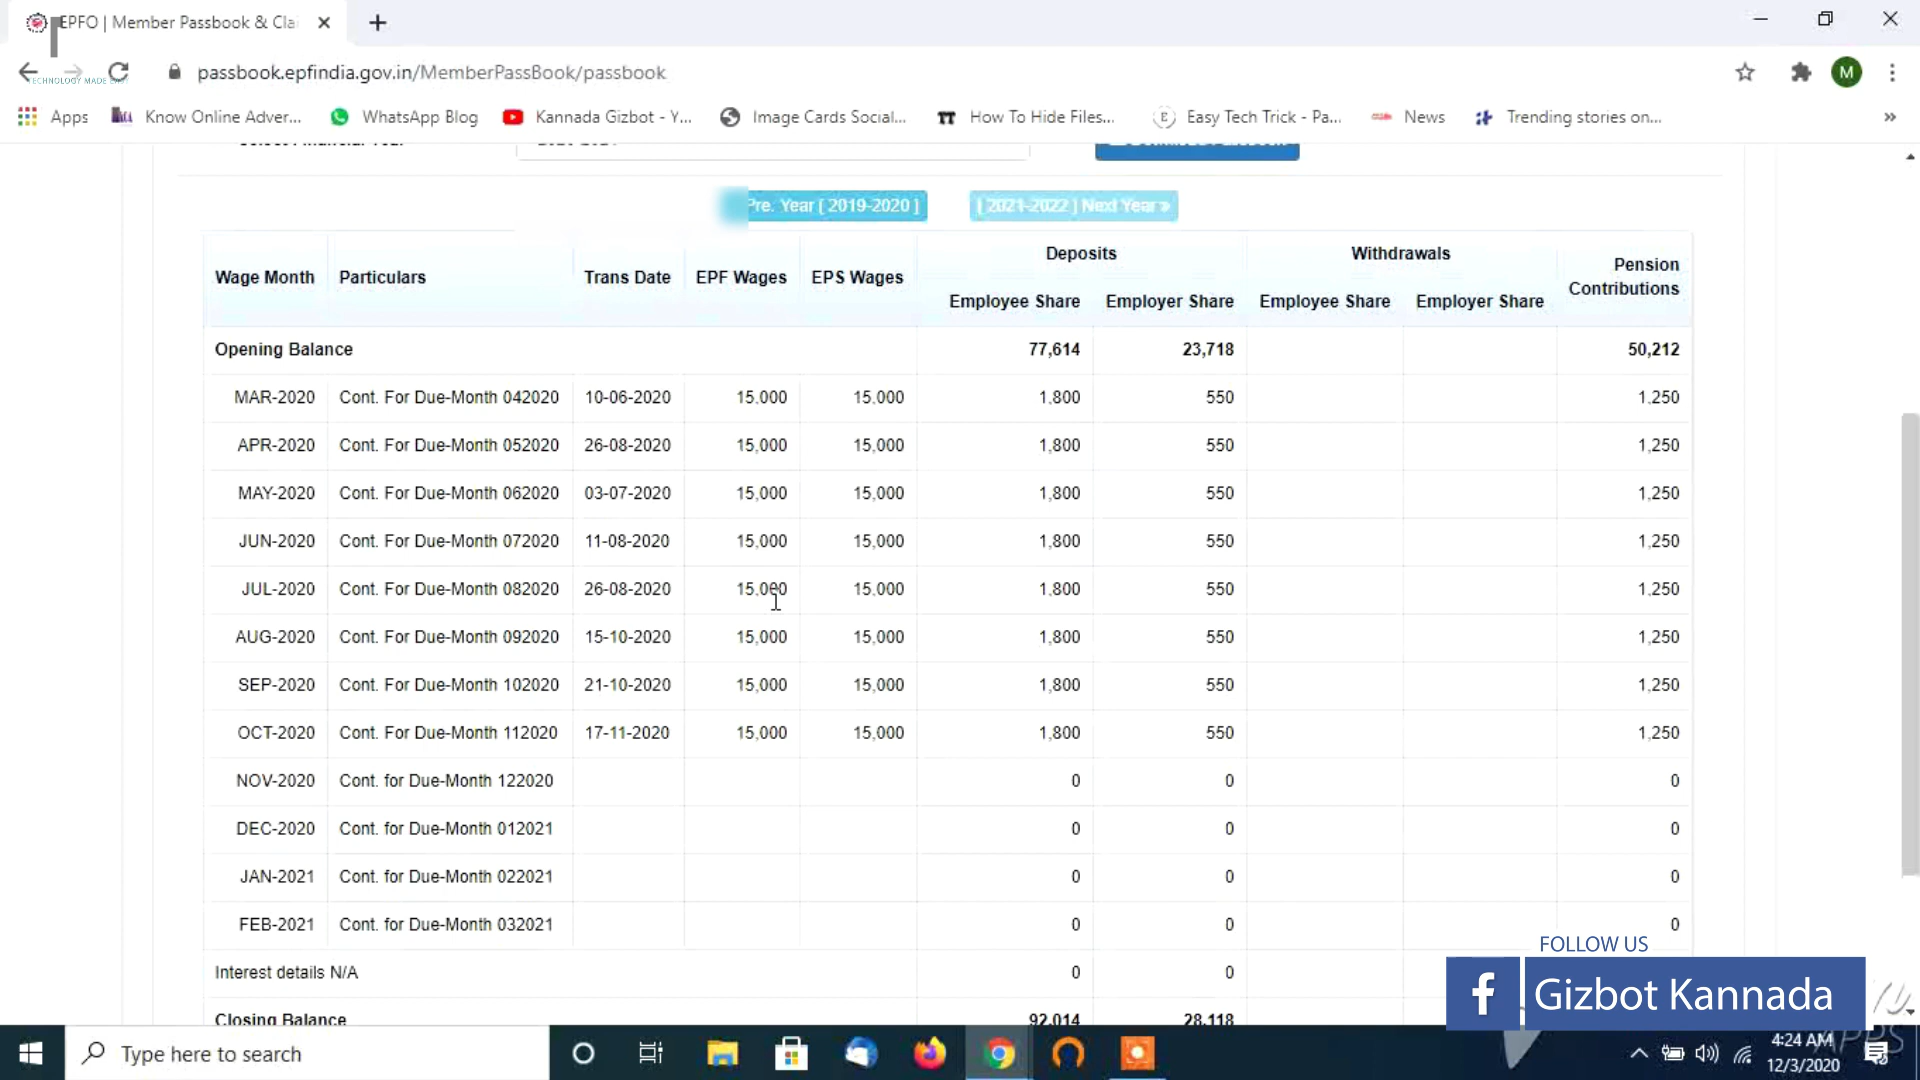 EPFO | Member Passbook & Clai
TECHNOLOGY MADE EASY
passbook.epfindia.gov.in/MemberPassBook/passbook
M
Apps Know Online Adver... WhatsApp Blog Kannada Gizbot - Y... Image Cards Social... How To Hide Files... Easy Tech Trick - Pa... News Trending stories on... »
Pre. Year [ 2019-2020 ] [ 2021-2022 ] Next Year »
Wage Month Particulars Trans Date EPF Wages EPS Wages Deposits Withdrawals Pension Contributions
Employee Share Employer Share Employee Share Employer Share
Opening Balance 77,614 23,718 50,212
MAR-2020 Cont. For Due-Month 042020 10-06-2020 15,000 15,000 1,800 550 1,250
APR-2020 Cont. For Due-Month 052020 26-08-2020 15,000 15,000 1,800 550 1,250
MAY-2020 Cont. For Due-Month 062020 03-07-2020 15,000 15,000 1,800 550 1,250
JUN-2020 Cont. For Due-Month 072020 11-08-2020 15,000 15,000 1,800 550 1,250
JUL-2020 Cont. For Due-Month 082020 26-08-2020 15,000 15,000 1,800 550 1,250
AUG-2020 Cont. For Due-Month 092020 15-10-2020 15,000 15,000 1,800 550 1,250
SEP-2020 Cont. For Due-Month 102020 21-10-2020 15,000 15,000 1,800 550 1,250
OCT-2020 Cont. For Due-Month 112020 17-11-2020 15,000 15,000 1,800 550 1,250
NOV-2020 Cont. for Due-Month 122020 0 0 0
DEC-2020 Cont. for Due-Month 012021 0 0 0
JAN-2021 Cont. for Due-Month 022021 0 0 0
FEB-2021 Cont. for Due-Month 032021 0 0 0
Interest details N/A 0 0
Closing Balance 92,014 28,118
FOLLOW US
f Gizbot Kannada
Type here to search
4:24 AM
12/3/2020
APPS